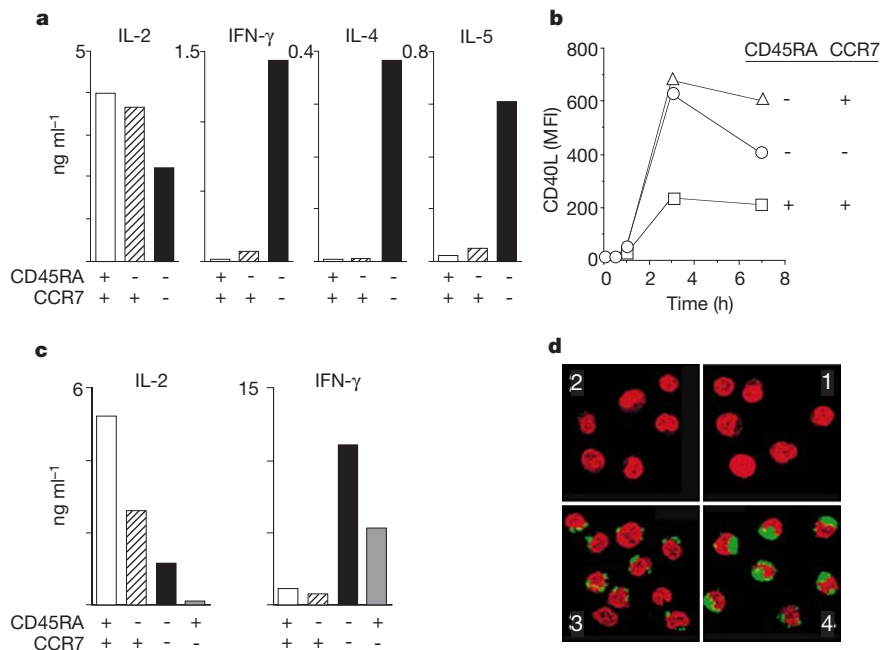 a
IL-2 IFN-γ IL-4 IL-5
5 1.5 0.4 0.8
ng ml⁻¹
CD45RA + - - + - - + - - + - -
CCR7 + + - + + - + + - + + -
b
CD45RA CCR7
800
600
400
200
0
CD40L (MFI)
- +
- -
+ +
0 2 4 6 8
Time (h)
c
IL-2 IFN-γ
6 15
ng ml⁻¹
CD45RA + - - + + - - +
CCR7 + + - - + + - -
d
2 1
3 4